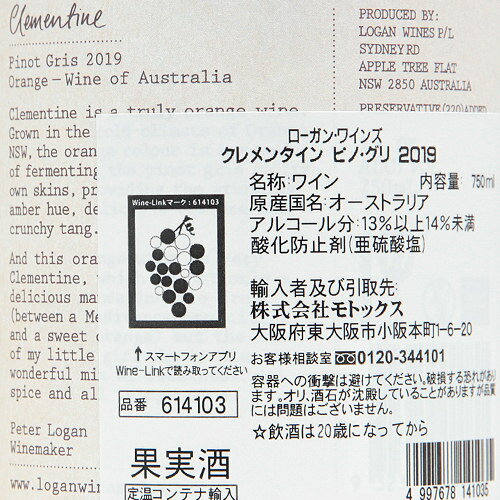 Clementine
Pinot Gris 2019
Orange – Wine of Australia
Clementine is a truly orange wine.
Grown in the
NSW, the oran
of fermenting
own skins, pr
amber hue, de
crunchy tang.
And this oran
Clementine,
delicious ma
(between a Me
and a sweet
of my little
wonderful mi
spice and al
Peter Logan
Winemaker
www.loganwin
PRODUCED BY:
LOGAN WINES P/L
SYDNEY RD
APPLE TREE FLAT
NSW 2850 AUSTRALIA
PRESERVATIVE (220) ADDED
ローガン・ワインズ
クレメンタイン ピノ・グリ 2019
名称:ワイン 内容量: 750ml
原産国名:オーストラリア
アルコール分:13%以上14%未満
酸化防止剤(亜硫酸塩)
Wine-Linkマーク:614103
輸入者及び引取先:
株式会社モトックス
大阪府東大阪市小阪本町1-6-20
↑スマートフォンアプリ
Wine-Linkで読み取ってください
お客様相談室 0120-344101
容器への衝撃は避けてください。破損する恐れがあり
ます。オリ、酒石が沈殿していることがありますが品質
には問題はございません。
品番 614103
☆飲酒は20歳になってから
果実酒
定温コンテナ輸入
4 997678 141035